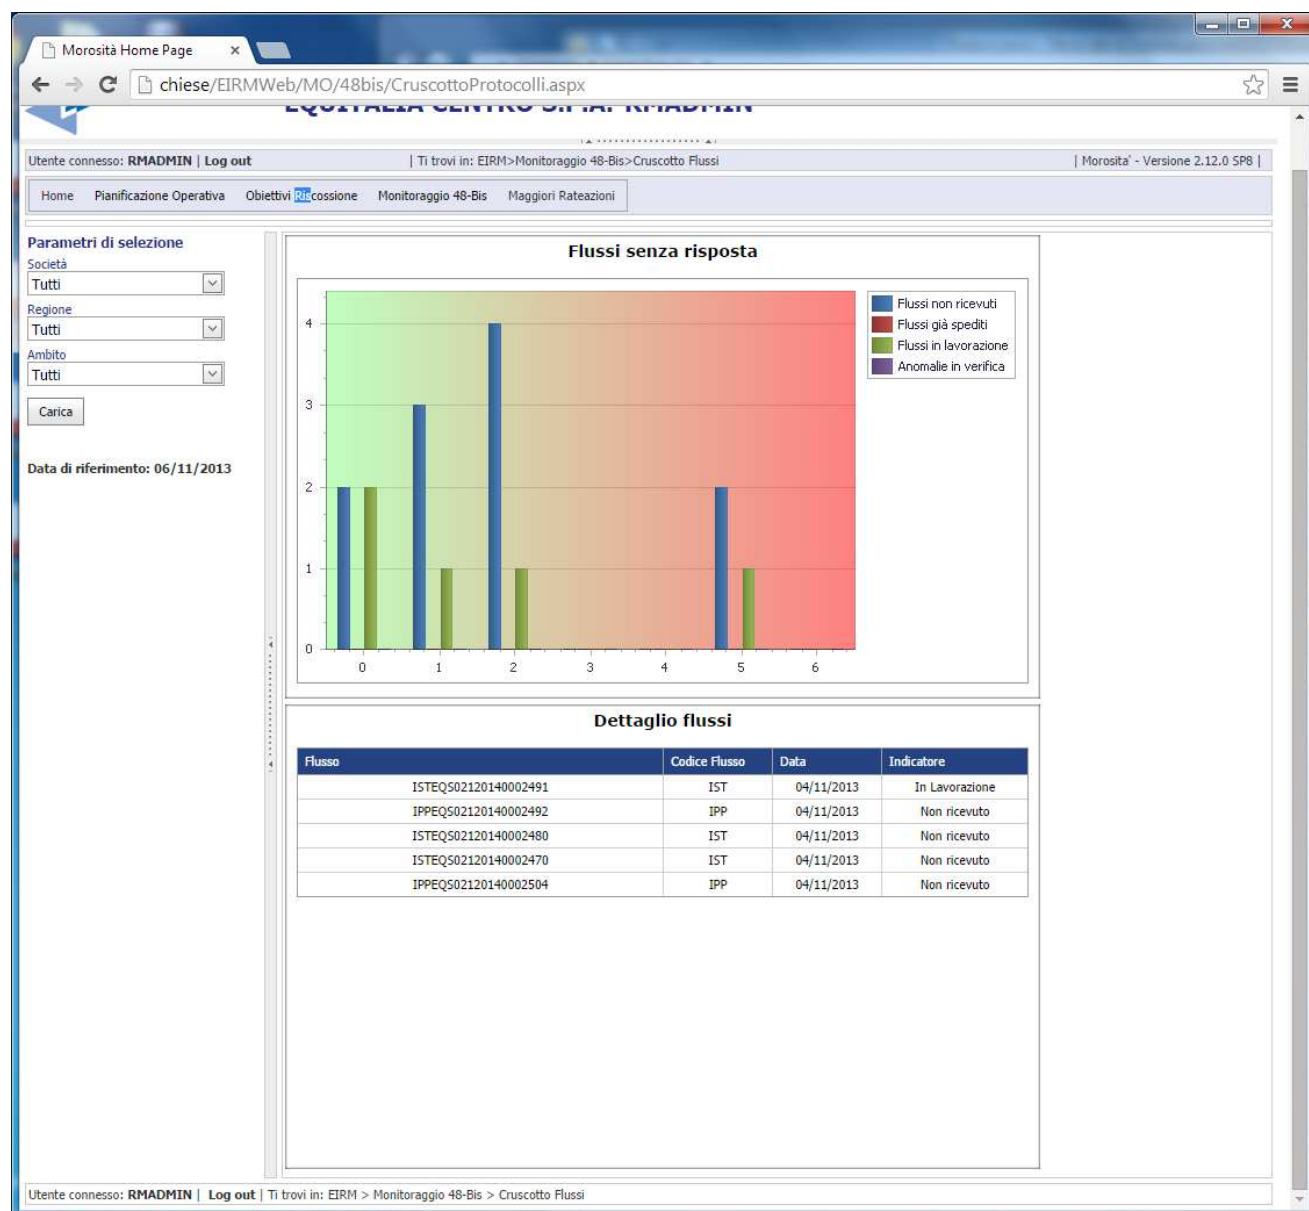 Morosità Home Page
chiese/EIRMWeb/MO/48bis/CruscottoProtocolli.aspx
EQUITALIA CENTRO S.P.A. RMADMIN
Utente connesso: RMADMIN | Log out | Ti trovi in: EIRM>Monitoraggio 48-Bis>Cruscotto Flussi | Morosita' - Versione 2.12.0 SP8 |
Home Pianificazione Operativa Obiettivi Riscossione Monitoraggio 48-Bis Maggiori Rateazioni
Parametri di selezione
Società
Tutti
Regione
Tutti
Ambito
Tutti
Carica
Data di riferimento: 06/11/2013
Flussi senza risposta
4
3
2
1
0
0 1 2 3 4 5 6
Flussi non ricevuti
Flussi già spediti
Flussi in lavorazione
Anomalie in verifica
Dettaglio flussi
Flusso Codice Flusso Data Indicatore
ISTEQS02120140002491 IST 04/11/2013 In Lavorazione
IPPEQS02120140002492 IPP 04/11/2013 Non ricevuto
ISTEQS02120140002480 IST 04/11/2013 Non ricevuto
ISTEQS02120140002470 IST 04/11/2013 Non ricevuto
IPPEQS02120140002504 IPP 04/11/2013 Non ricevuto
Utente connesso: RMADMIN | Log out | Ti trovi in: EIRM > Monitoraggio 48-Bis > Cruscotto Flussi